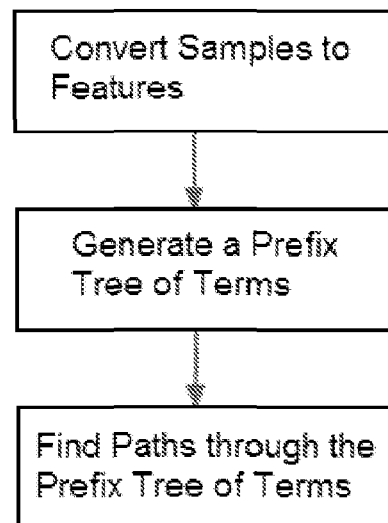 Convert Samples to
Features
Generate a Prefix
Tree of Terms
Find Paths through the
Prefix Tree of Terms